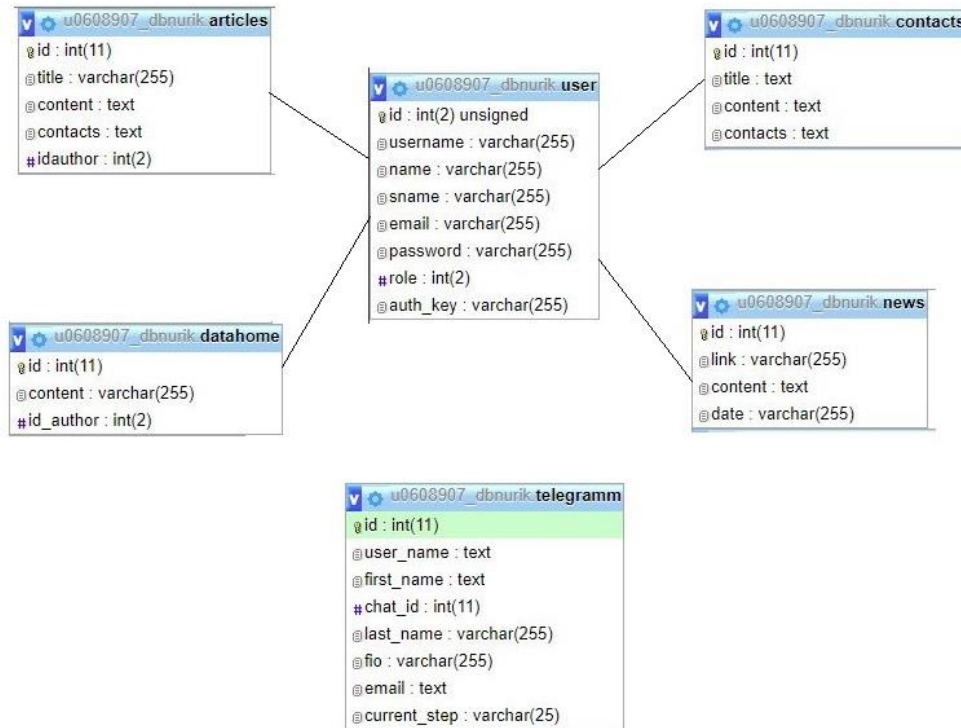 u0608907_dbnurik articles
id : int(11)
title : varchar(255)
content : text
contacts : text
idauthor : int(2)
u0608907_dbnurik user
id : int(2) unsigned
username : varchar(255)
name : varchar(255)
sname : varchar(255)
email : varchar(255)
password : varchar(255)
role : int(2)
auth_key : varchar(255)
u0608907_dbnurik contacts
id : int(11)
title : text
content : text
contacts : text
u0608907_dbnurik datahome
id : int(11)
content : varchar(255)
id_author : int(2)
u0608907_dbnurik news
id : int(11)
link : varchar(255)
content : text
date : varchar(255)
u0608907_dbnurik telegramm
id : int(11)
user_name : text
first_name : text
chat_id : int(11)
last_name : varchar(255)
fio : varchar(255)
email : text
current_step : varchar(25)